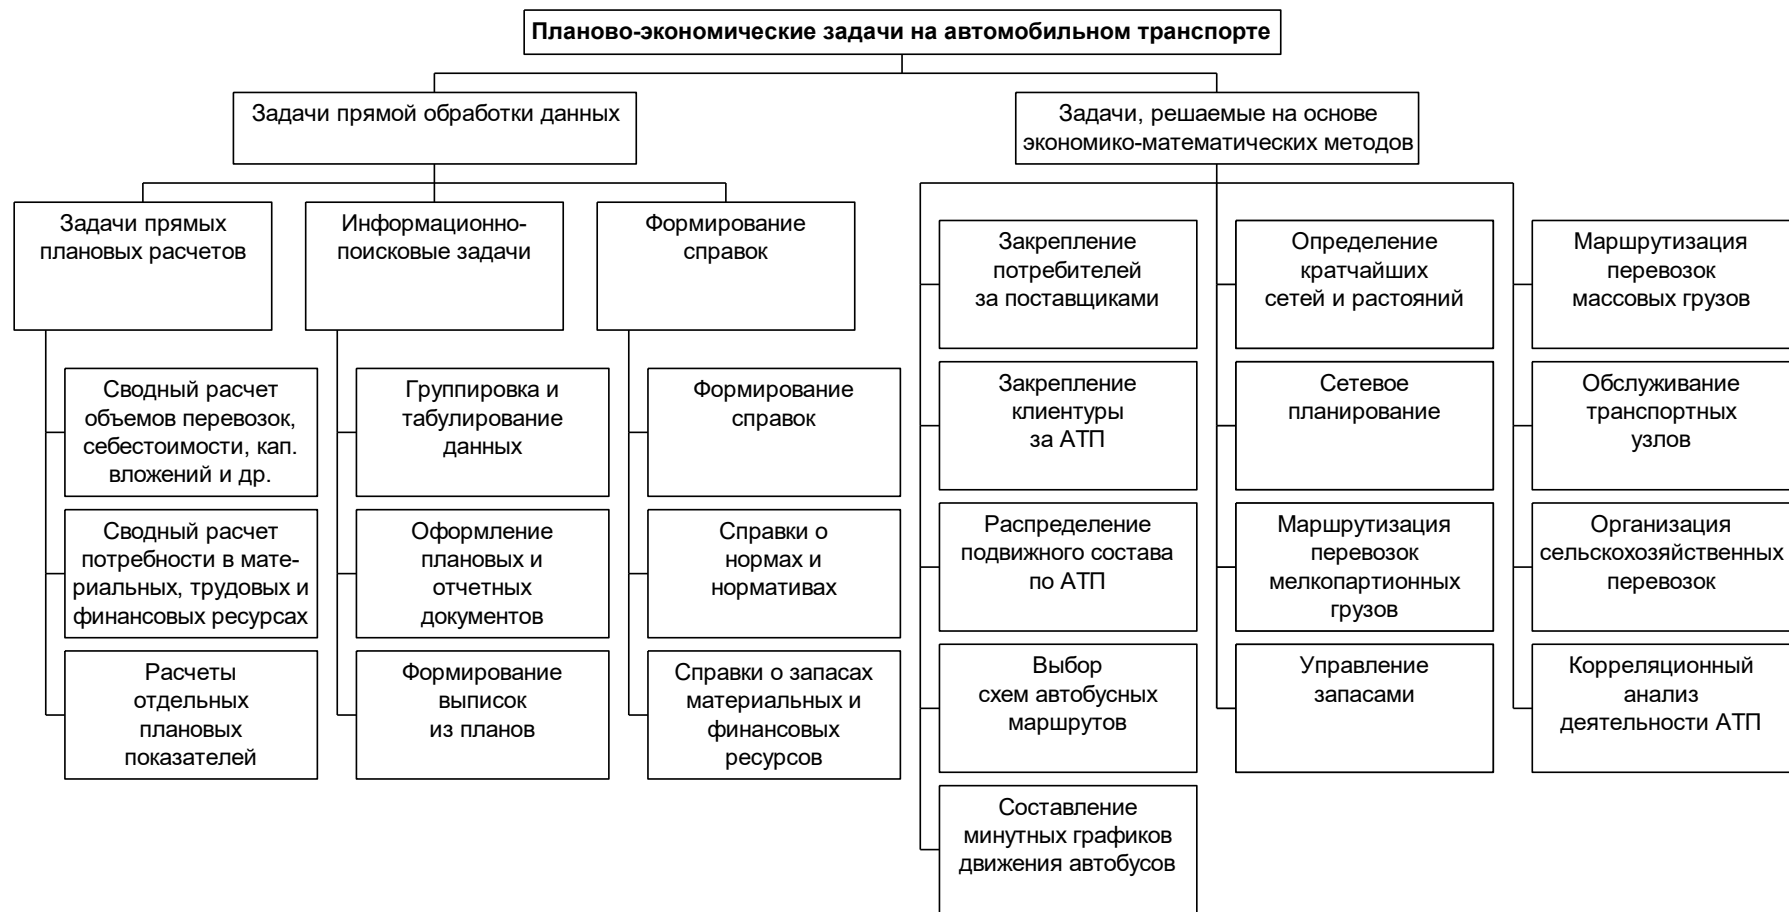 Планово-экономические задачи на автомобильном транспорте
Задачи прямой обработки данных
Задачи, решаемые на основе
экономико-математических методов
Задачи прямых
плановых расчетов
Информационно-
поисковые задачи
Формирование
справок
Сводный расчет
объемов перевозок,
себестоимости, кап.
вложений и др.
Сводный расчет
потребности в мате-
риальных, трудовых и
финансовых ресурсах
Расчеты
отдельных
плановых
показателей
Группировка и
табулирование
данных
Оформление
плановых и
отчетных
документов
Формирование
выписок
из планов
Формирование
справок
Справки о
нормах и
нормативах
Справки о запасах
материальных и
финансовых
ресурсов
Закрепление
потребителей
за поставщиками
Закрепление
клиентуры
за АТП
Распределение
подвижного состава
по АТП
Выбор
схем автобусных
маршрутов
Составление
минутных графиков
движения автобусов
Определение
кратчайших
сетей и растояний
Сетевое
планирование
Маршрутизация
перевозок
мелкопартионных
грузов
Управление
запасами
Маршрутизация
перевозок
массовых грузов
Обслуживание
транспортных
узлов
Организация
сельскохозяйственных
перевозок
Корреляционный
анализ
деятельности АТП